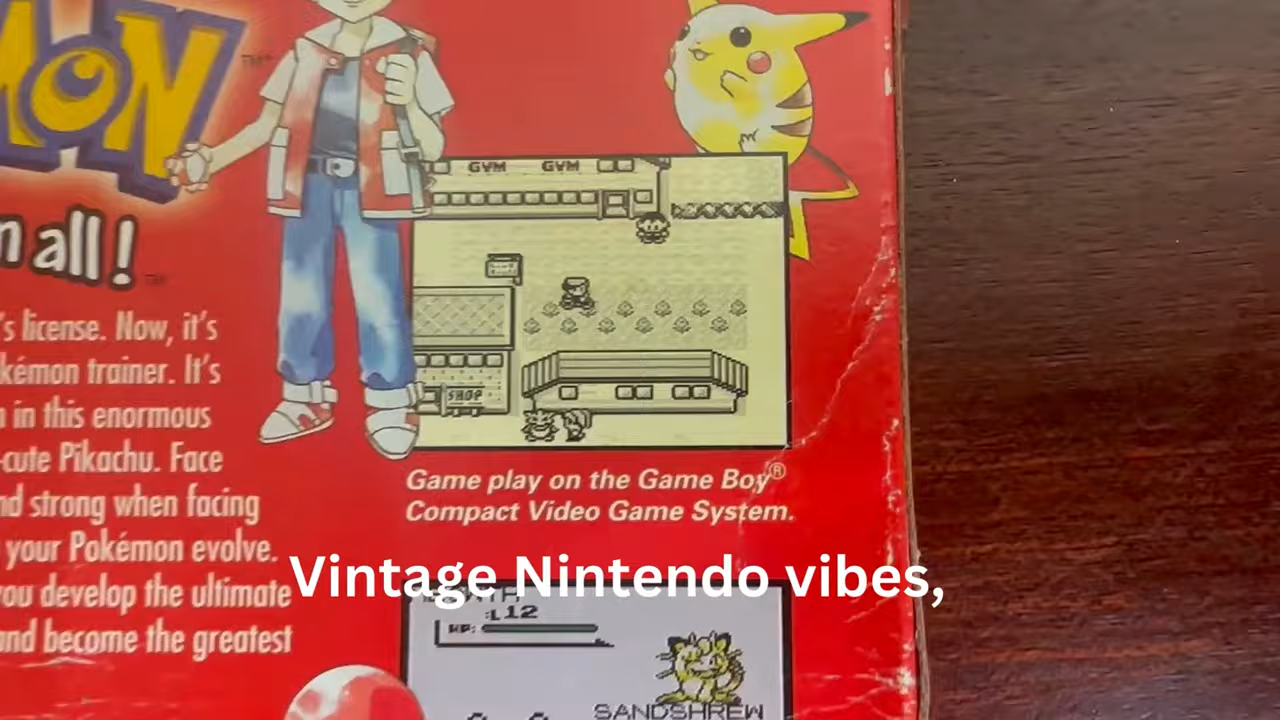 MON™
n all!™
's license. Now, it's
kémon trainer. It's
n in this enormous
-cute Pikachu. Face
nd strong when facing
your Pokémon evolve.
you develop the ultimate
and become the greatest
GYM GYM
SHOP
Game play on the Game Boy®
Compact Video Game System.
Vintage Nintendo vibes,
:L12
HP:
SANDSHREW